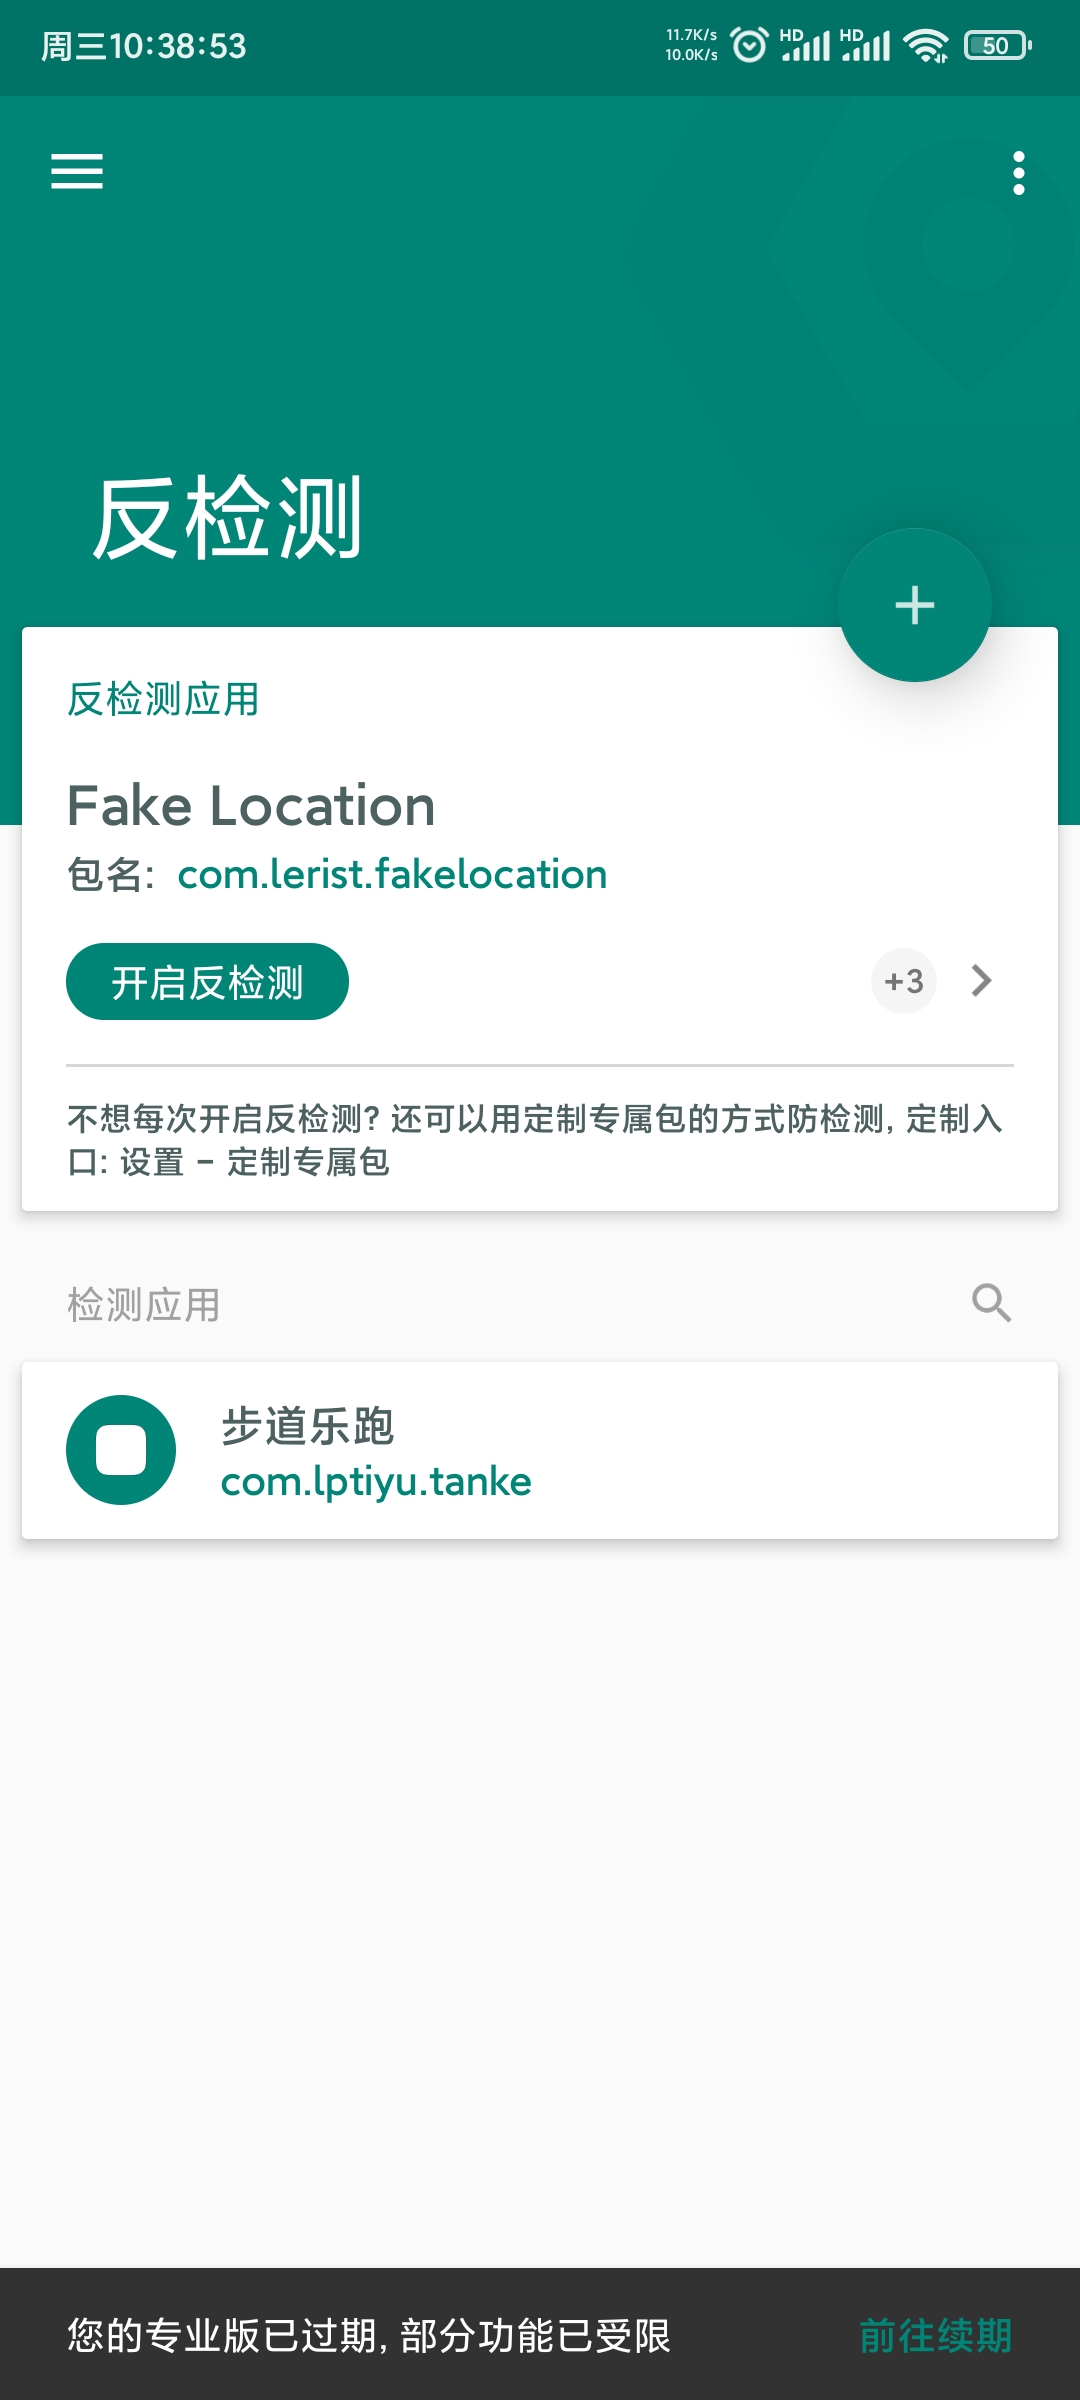 周三10:38:53
11.7K/s
10.0K/s
HD
HD
50
反检测
反检测应用
Fake Location
包名: com.lerist.fakelocation
开启反检测
+3
不想每次开启反检测? 还可以用定制专属包的方式防检测, 定制入
口: 设置 - 定制专属包
检测应用
步道乐跑
com.lptiyu.tanke
您的专业版已过期, 部分功能已受限
前往续期